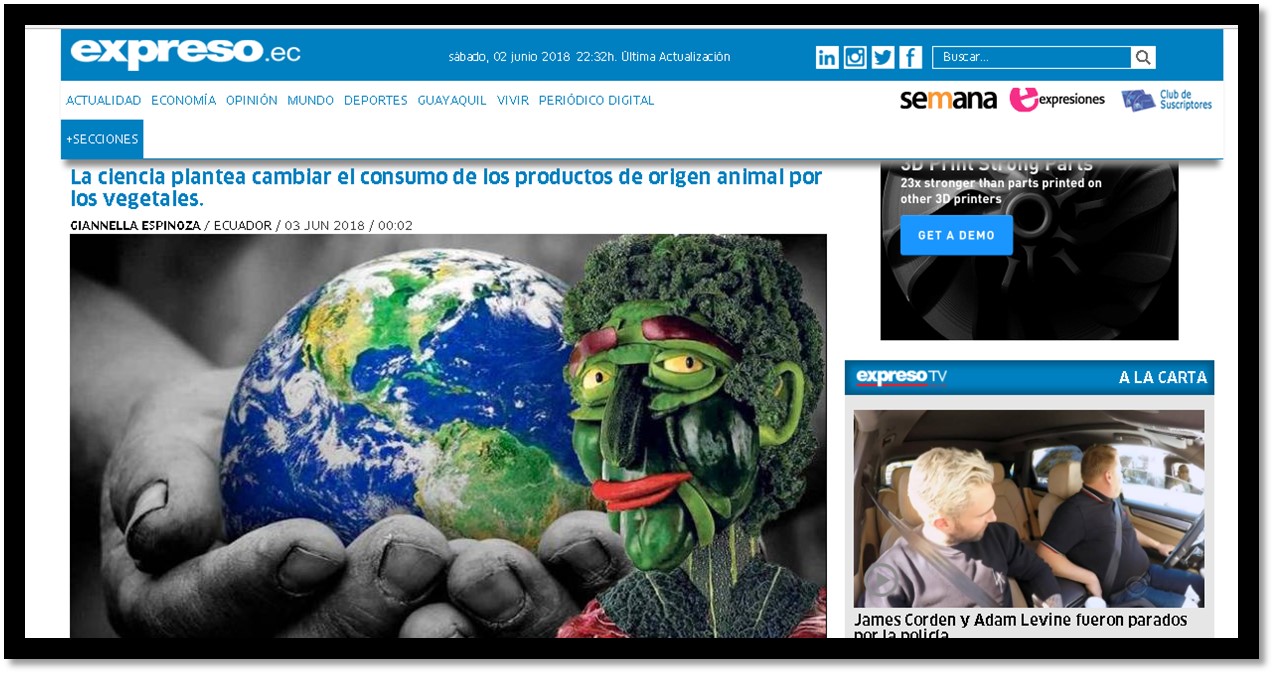 expreso.ec
sábado, 02 junio 2018 22:32h. Última Actualización
in
f
Buscar...
ACTUALIDAD ECONOMÍA OPINIÓN MUNDO DEPORTES GUAYAQUIL VIVIR PERIÓDICO DIGITAL
semana
expresiones
Club de
Suscriptores
+SECCIONES
La ciencia plantea cambiar el consumo de los productos de origen animal por
los vegetales.
GIANNELLA ESPINOZA / ECUADOR / 03 JUN 2018 / 00:02
3D Print Strong Parts
23x stronger than parts printed on
other 3D printers
GET A DEMO
expresoTV
A LA CARTA
James Corden y Adam Levine fueron parados
por la policía